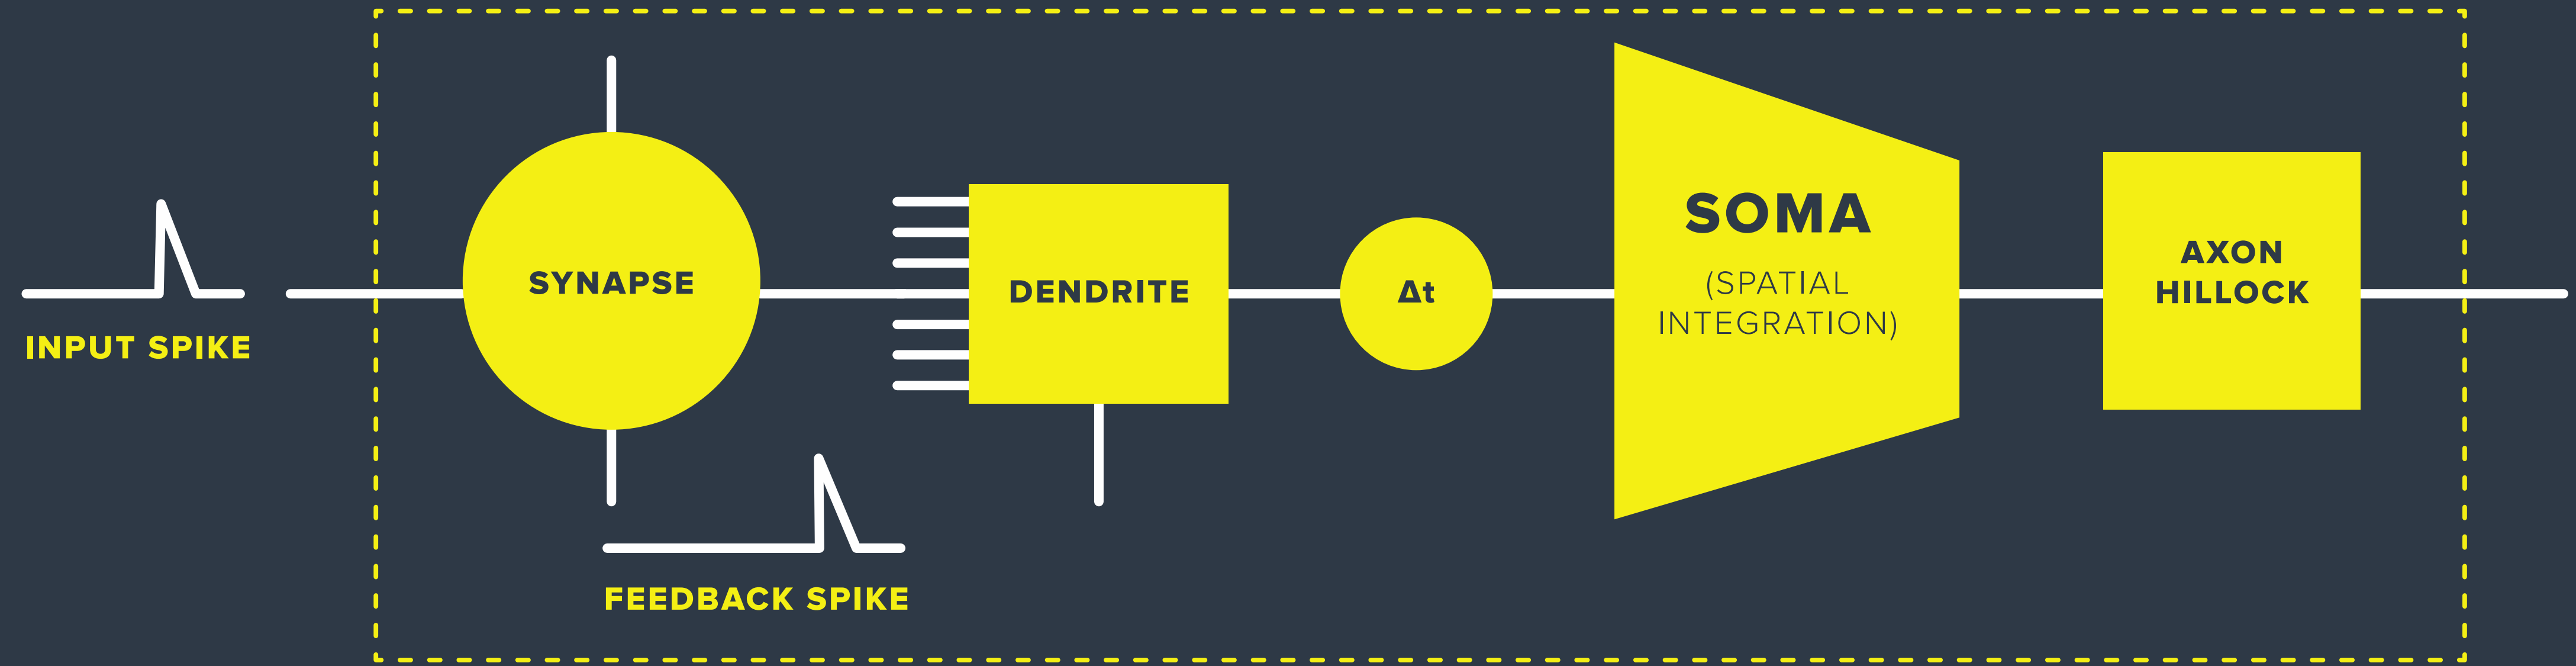 INPUT SPIKE
SYNAPSE
FEEDBACK SPIKE
DENDRITE
Δt
SOMA
(SPATIAL
INTEGRATION)
AXON
HILLOCK